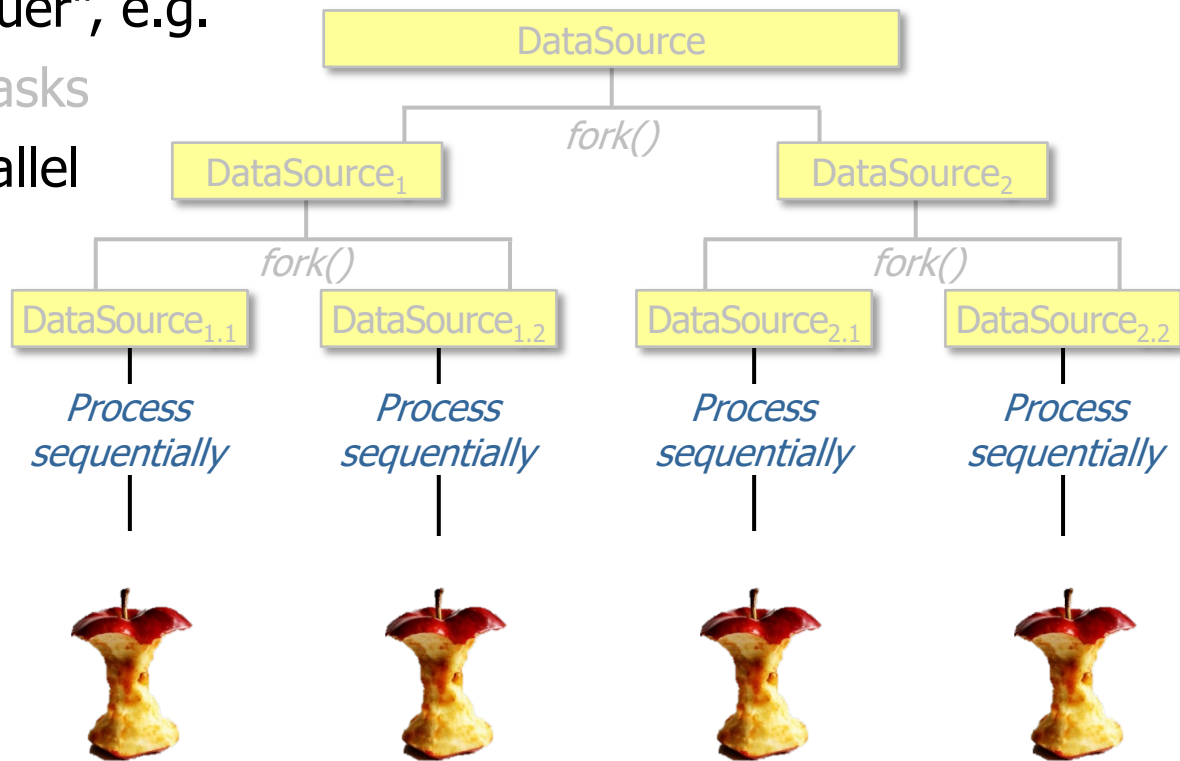 uer", e.g.
DataSource
asks
fork()
allel
DataSource₁
DataSource₂
fork()
fork()
DataSource₁.₁
DataSource₁.₂
DataSource₂.₁
DataSource₂.₂
Process
sequentially
Process
sequentially
Process
sequentially
Process
sequentially